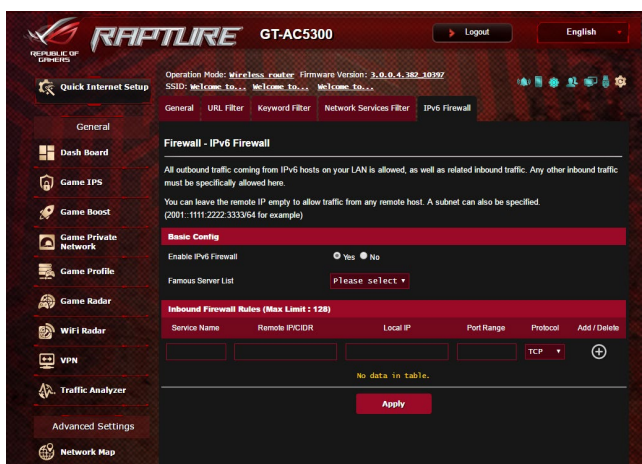 REPUBLIC OF
GAMERS
RAPTURE
GT-AC5300
Logout
English
Quick Internet Setup
General
Dash Board
Game IPS
Game Boost
Game Private
Network
Game Profile
Game Radar
WiFi Radar
VPN
Traffic Analyzer
Advanced Settings
Network Map
Operation Mode: Wireless router Firmware Version: 3.0.0.4.382_10397
SSID: Welcome to... Welcome to... Welcome to...
General URL Filter Keyword Filter Network Services Filter IPv6 Firewall
Firewall - IPv6 Firewall
All outbound traffic coming from IPv6 hosts on your LAN is allowed, as well as related inbound traffic. Any other inbound traffic
must be specifically allowed here.
You can leave the remote IP empty to allow traffic from any remote host. A subnet can also be specified.
(2001::1111:2222:3333/64 for example)
Basic Config
Enable IPv6 Firewall Yes No
Famous Server List Please select
Inbound Firewall Rules (Max Limit : 128)
Service Name Remote IP/CIDR Local IP Port Range Protocol Add / Delete
TCP
No data in table.
Apply